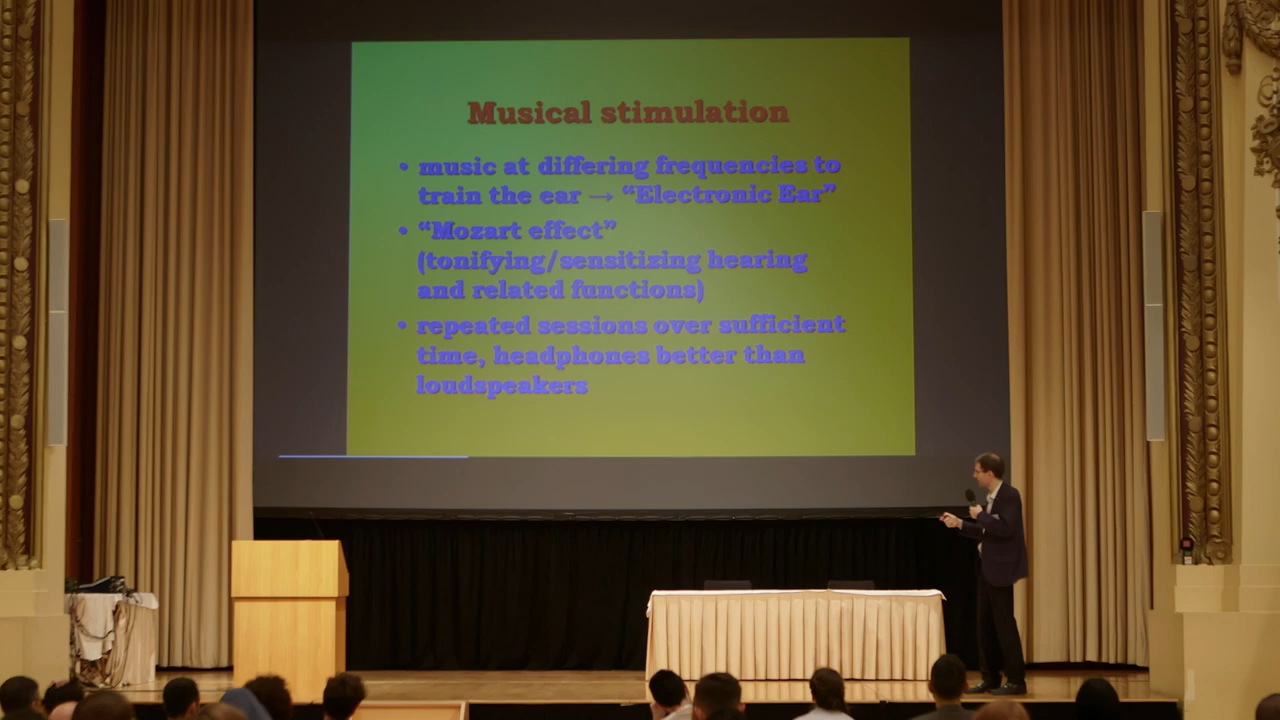 Musical stimulation
• music at differing frequencies to
train the ear → “Electronic Ear”
• “Mozart effect”
(tonifying/sensitizing hearing
and related functions)
• repeated sessions over sufficient
time, headphones better than
loudspeakers